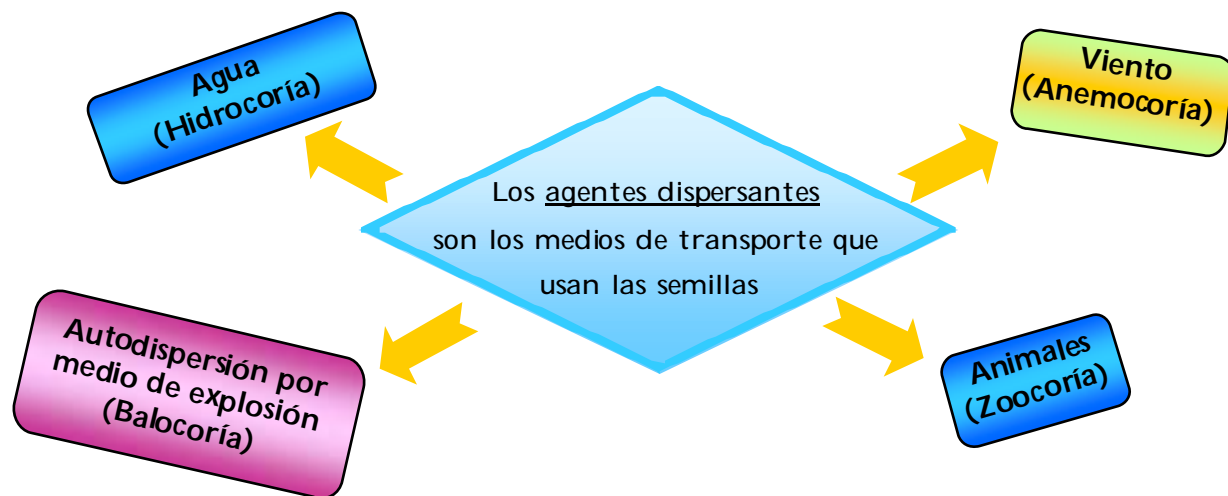 Agua
(Hidrocoría)
Viento
(Anemocoría)
Los agentes dispersantes
son los medios de transporte que
usan las semillas
Autodispersión por
medio de explosión
(Balocoría)
Animales
(Zoocoría)